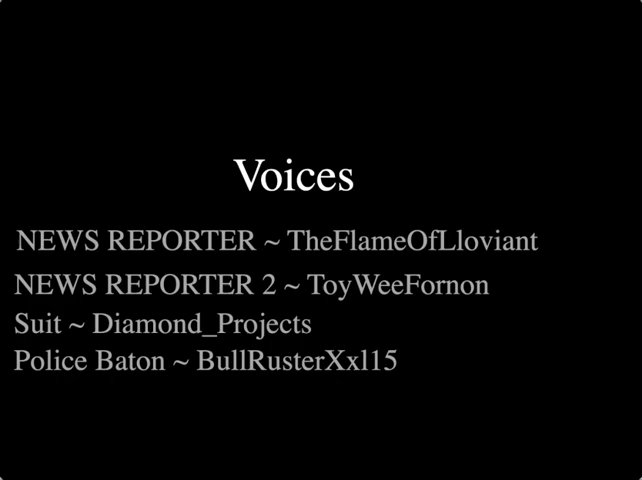 Voices
NEWS REPORTER ~ TheFlameOfLloviant
NEWS REPORTER 2 ~ ToyWeeFornon
Suit ~ Diamond_Projects
Police Baton ~ BullRusterXxl15